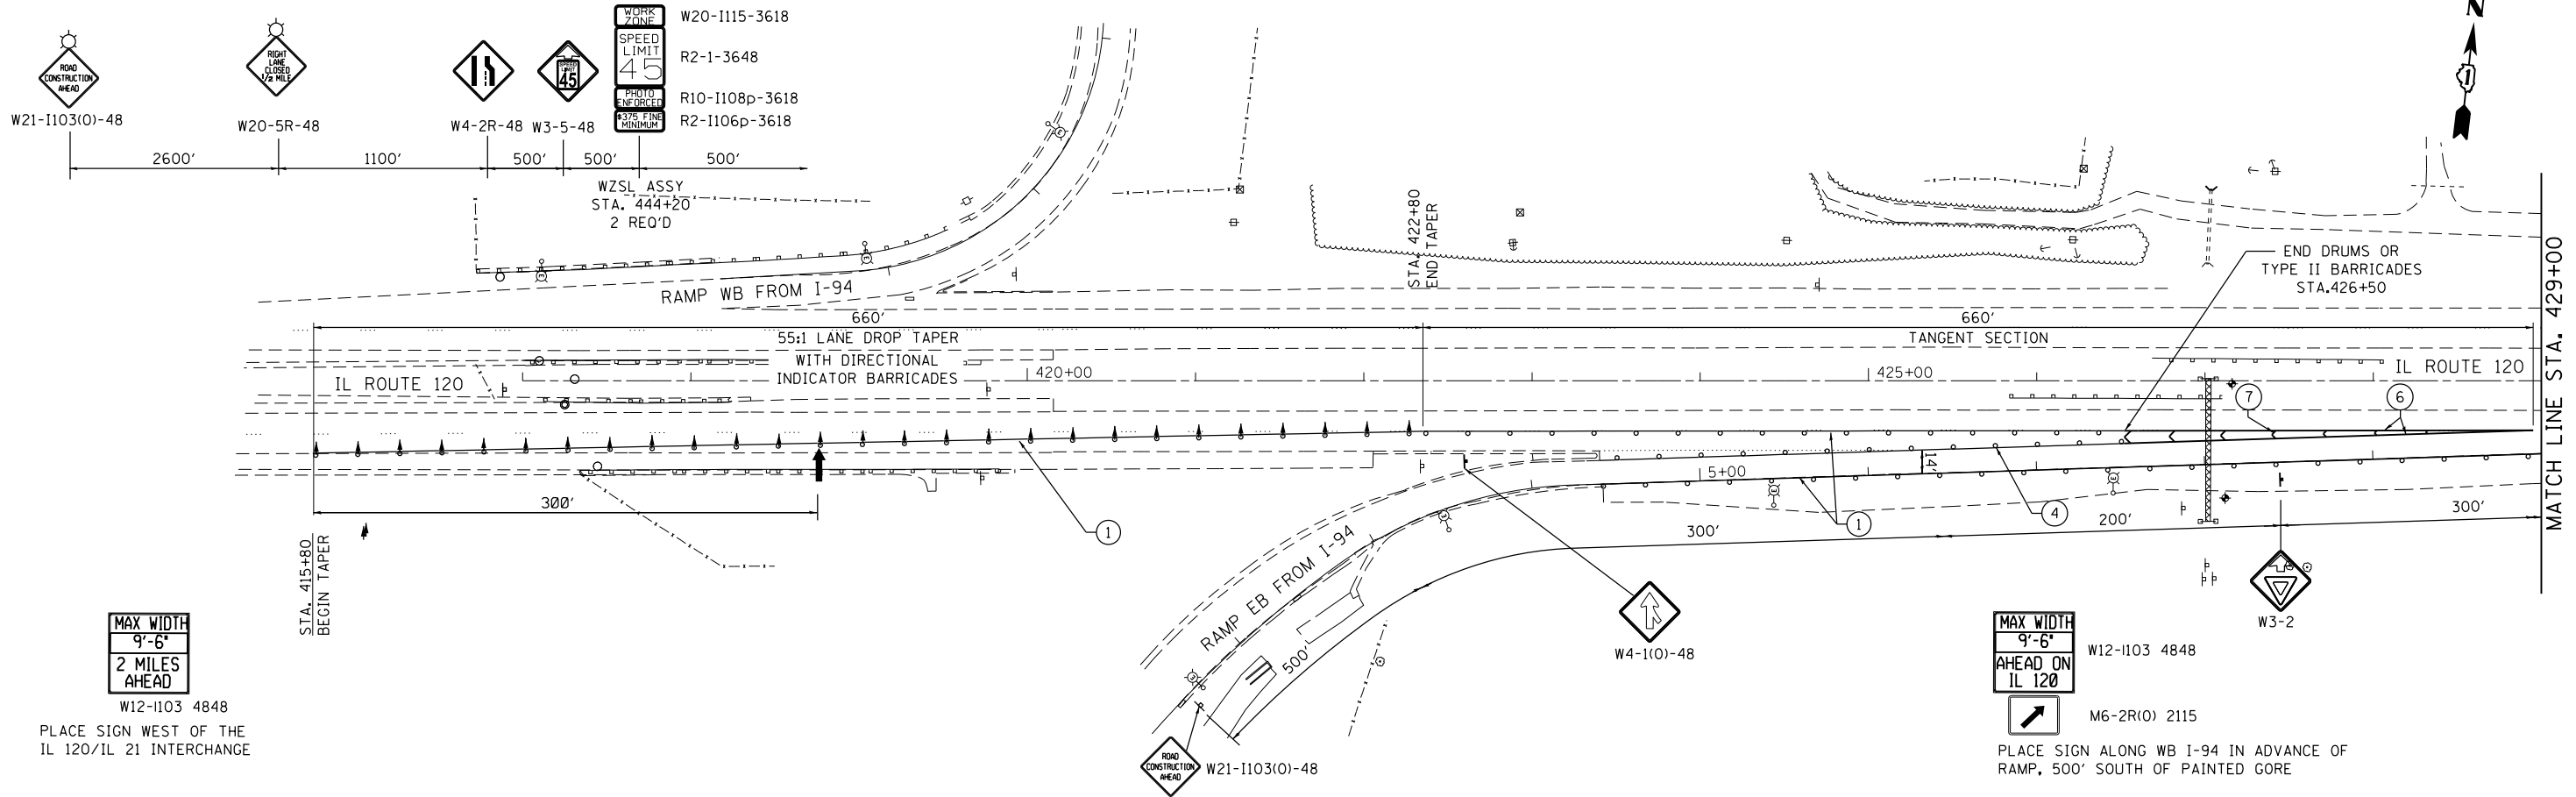 WORK
ZONE
W20-I115-3618
SPEED
LIMIT
45
R2-1-3648
PHOTO
ENFORCED
R10-I108p-3618
$375 FINE
MINIMUM
R2-I106p-3618
ROAD
CONSTRUCTION
AHEAD
W21-I103(O)-48
RIGHT
LANE
CLOSED
1/2 MILE
W20-5R-48
W4-2R-48
SPEED
LIMIT
45
W3-5-48
2600'
1100'
500'
500'
500'
WZSL ASSY
STA. 444+20
2 REQ'D
N
1
RAMP WB FROM I-94
STA. 422+80
END TAPER
END DRUMS OR
TYPE II BARRICADES
STA.426+50
MATCH LINE STA. 429+00
660'
55:1 LANE DROP TAPER
WITH DIRECTIONAL
INDICATOR BARRICADES
660'
TANGENT SECTION
IL ROUTE 120
420+00
425+00
IL ROUTE 120
7
6
300'
1
5+00
14'
1
4
300'
200'
300'
STA. 415+80
BEGIN TAPER
RAMP EB FROM I-94
500'
W4-1(O)-48
W3-2
MAX WIDTH
9'-6"
2 MILES
AHEAD
W12-I103 4848
PLACE SIGN WEST OF THE
IL 120/IL 21 INTERCHANGE
ROAD
CONSTRUCTION
AHEAD
W21-I103(O)-48
MAX WIDTH
9'-6"
AHEAD ON
IL 120
W12-I103 4848
M6-2R(O) 2115
PLACE SIGN ALONG WB I-94 IN ADVANCE OF
RAMP, 500' SOUTH OF PAINTED GORE